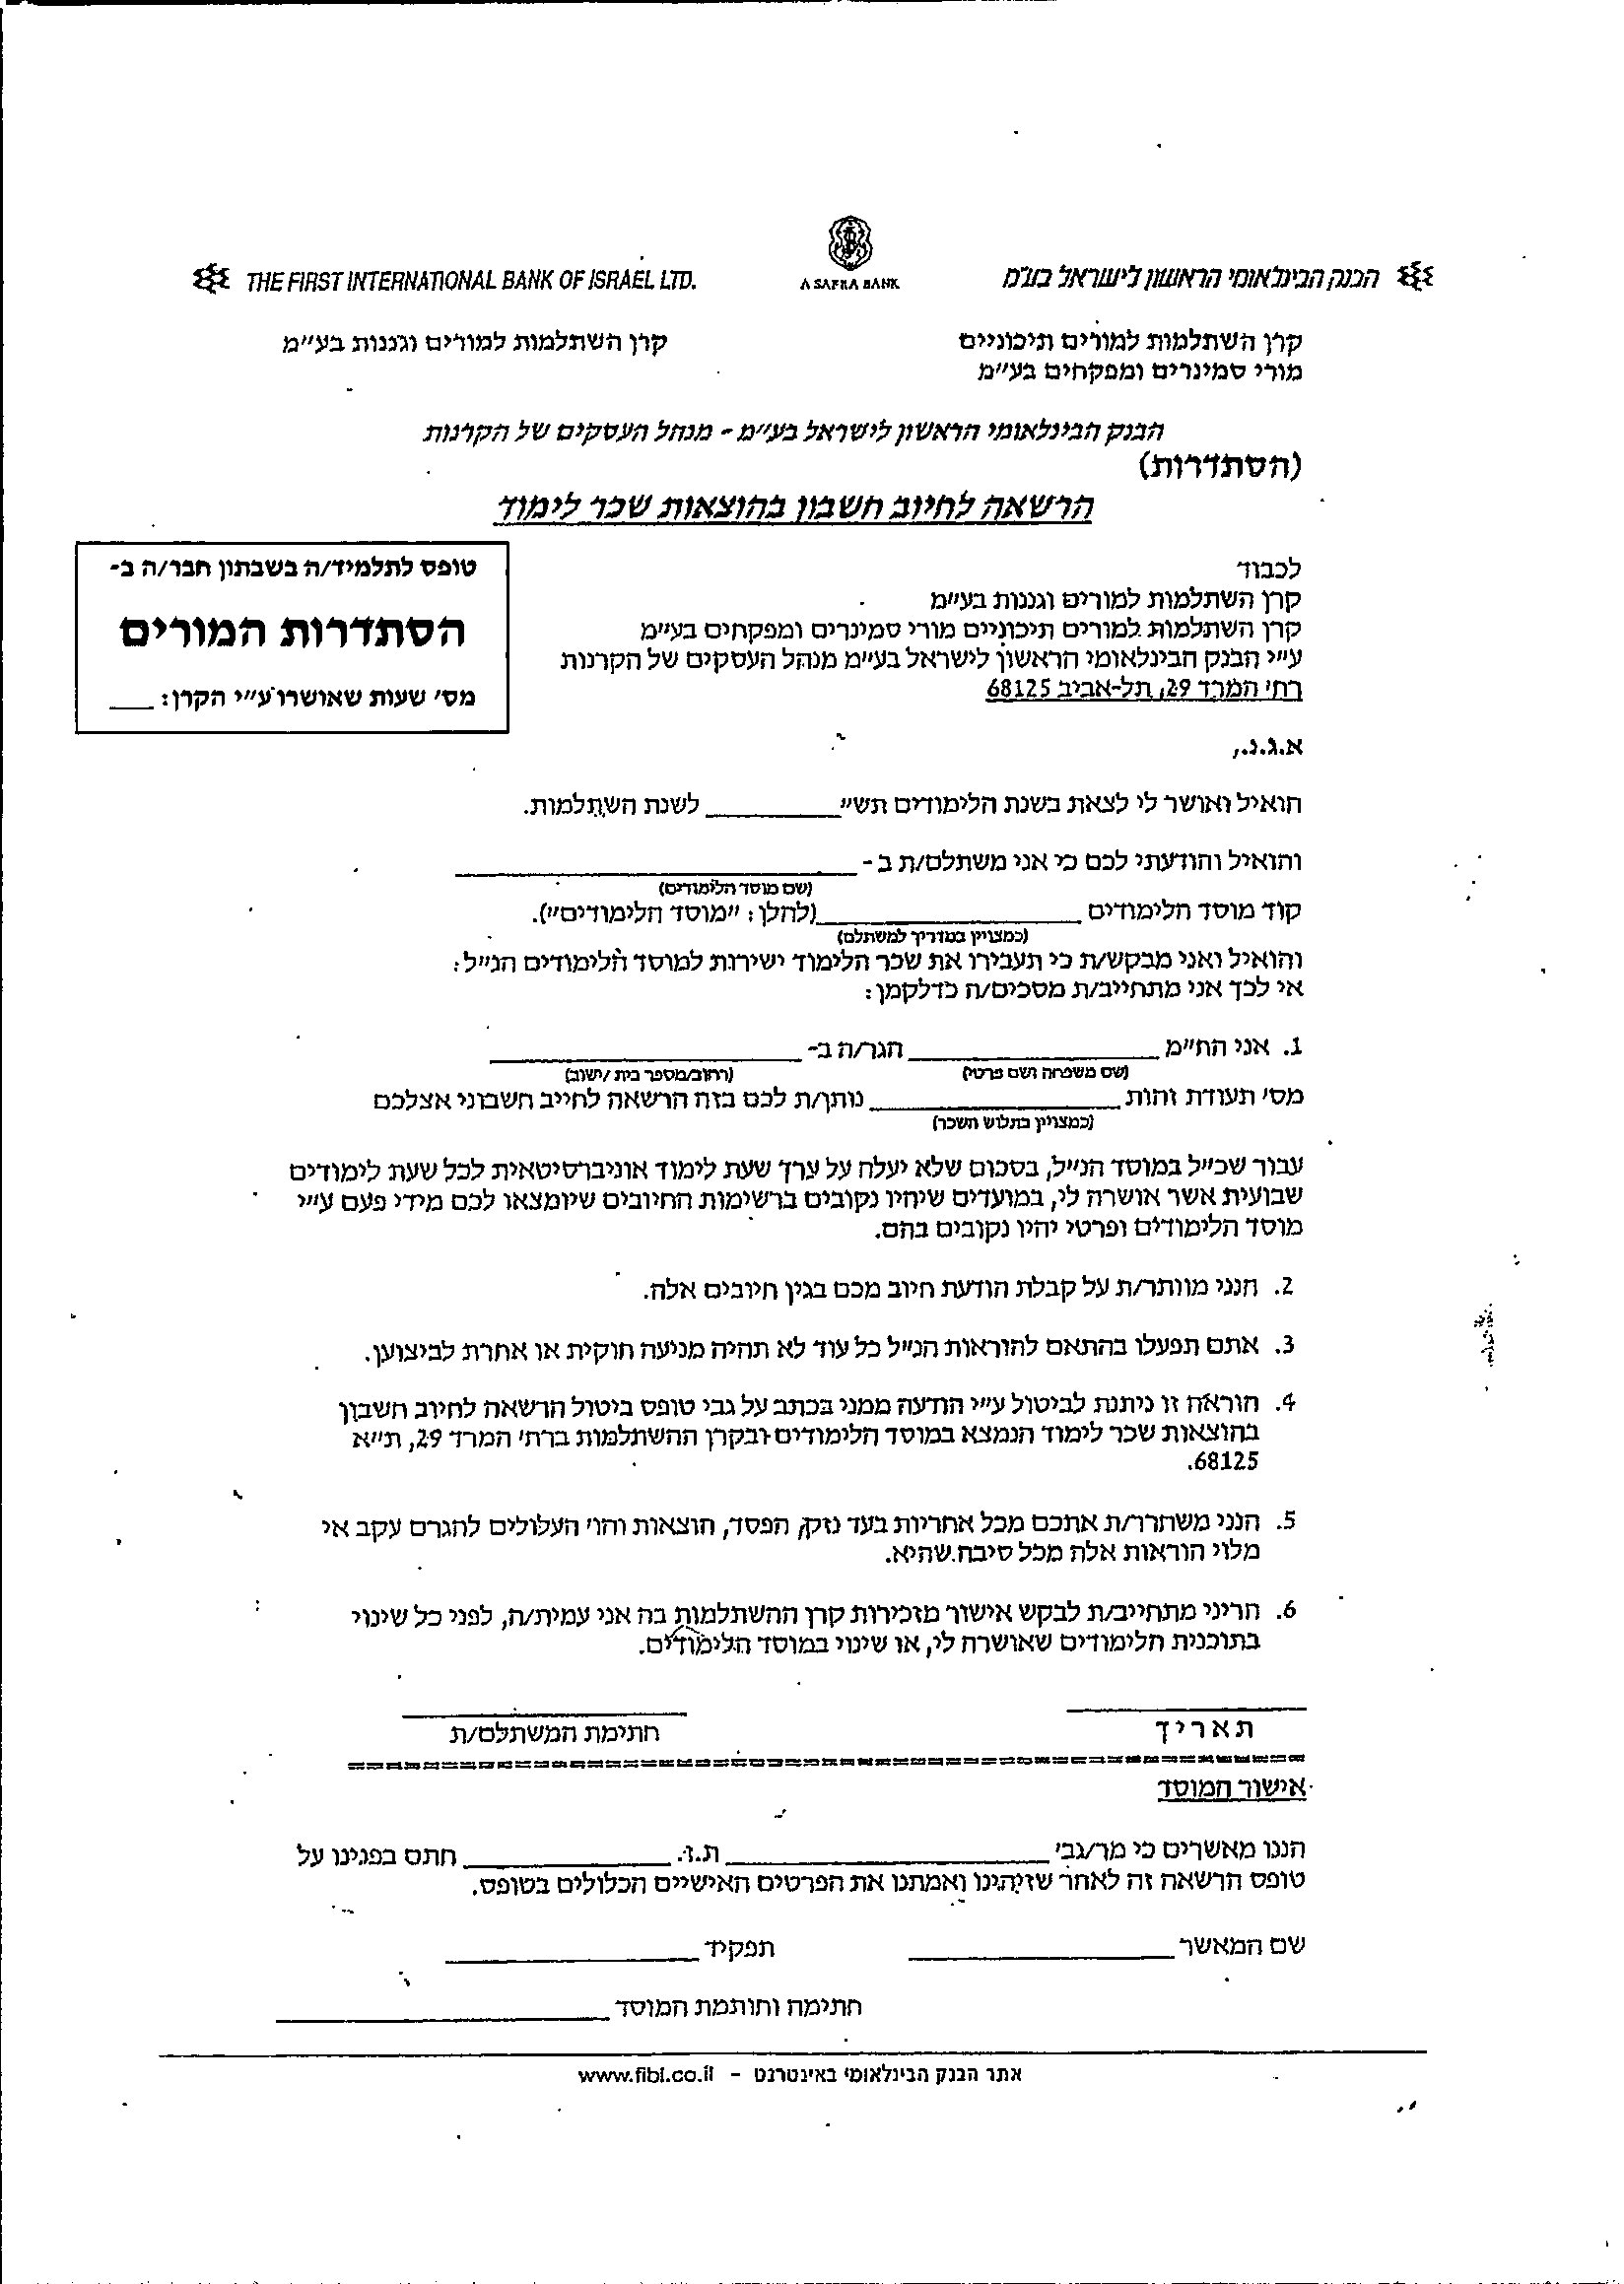 הבנק הבינלאומי הראשון לישראל בע"מ
A SAFRA BANK
THE FIRST INTERNATIONAL BANK OF ISRAEL LTD.
קרן השתלמות למורים תיכוניים
מורי סמינרים ומפקחים בע"מ
קרן השתלמות למורים וגננות בע"מ
הבנק הבינלאומי הראשון לישראל בע"מ - מנהל העסקים של הקרנות
(הסתדרות)
הרשאה לחיוב חשבון בהוצאות שכר לימוד
טופס לתלמיד/ה בשבתון חבר/ה ב-
הסתדרות המורים
מס' שעות שאושרו ע"י הקרן: ___
לכבוד
קרן השתלמות למורים וגננות בע"מ
קרן השתלמות למורים תיכוניים מורי סמינרים ומפקחים בע"מ
ע"י הבנק הבינלאומי הראשון לישראל בע"מ מנהל העסקים של הקרנות
רח' המרד 29, תל-אביב 68125
א.ג.נ.,
הואיל ואושר לי לצאת בשנת הלימודים תש"_________ לשנת השתלמות.
והואיל והודעתי לכם כי אני משתלם/ת ב - _________
(שם מוסד הלימודים)
קוד מוסד הלימודים _________(להלן: "מוסד הלימודים").
(כמצויין במדריך למשתלם)
והואיל ואני מבקש/ת כי תעבירו את שכר הלימוד ישירות למוסד הלימודים הנ"ל:
אי לכך אני מתחייב/ת מסכים/ה כדלקמן:
1. אני הח"מ _________ הגר/ה ב- _________
(שם משפחה ושם פרטי) (רחוב/מספר בית /ישוב)
מס' תעודת זהות _________ נותן/ת לכם בזה הרשאה לחייב חשבוני אצלכם
(כמצויין בתלוש השכר)
עבור שכ"ל במוסד הנ"ל, בסכום שלא יעלה על ערך שעת לימוד אוניברסיטאית לכל שעת לימודים
שבועית אשר אושרה לי, במועדים שיהיו נקובים ברשימות החיובים שיומצאו לכם מידי פעם ע"י
מוסד הלימודים ופרטי יהיו נקובים בהם.
2. הנני מוותר/ת על קבלת הודעת חיוב מכם בגין חיובים אלה.
3. אתם תפעלו בהתאם להוראות הנ"ל כל עוד לא תהיה מניעה חוקית או אחרת לביצוען.
4. הוראה זו ניתנת לביטול ע"י הודעה ממני בכתב על גבי טופס ביטול הרשאה לחיוב חשבון
בהוצאות שכר לימוד הנמצא במוסד הלימודים ובקרן ההשתלמות ברח' המרד 29, ת"א
68125.
5. הנני משחרר/ת אתכם מכל אחריות בעד נזק, הפסד, הוצאות והו' העלולים להגרם עקב אי
מלוי הוראות אלה מכל סיבה שהיא.
6. הריני מתחייב/ת לבקש אישור מזכירות קרן ההשתלמות בה אני עמית/ה, לפני כל שינוי
בתוכנית הלימודים שאושרה לי, או שינוי במוסד הלימודים.
תאריך חתימת המשתלם/ת
אישור המוסד
הננו מאשרים כי מר/גב' _________ ת.ז. _________ חתם בפנינו על
טופס הרשאה זה לאחר שזיהינו ואמתנו את הפרטים האישיים הכלולים בטופס.
שם המאשר _________ תפקיד _________
חתימה וחותמת המוסד _________
אתר הבנק הבינלאומי באינטרנט - www.fibi.co.il